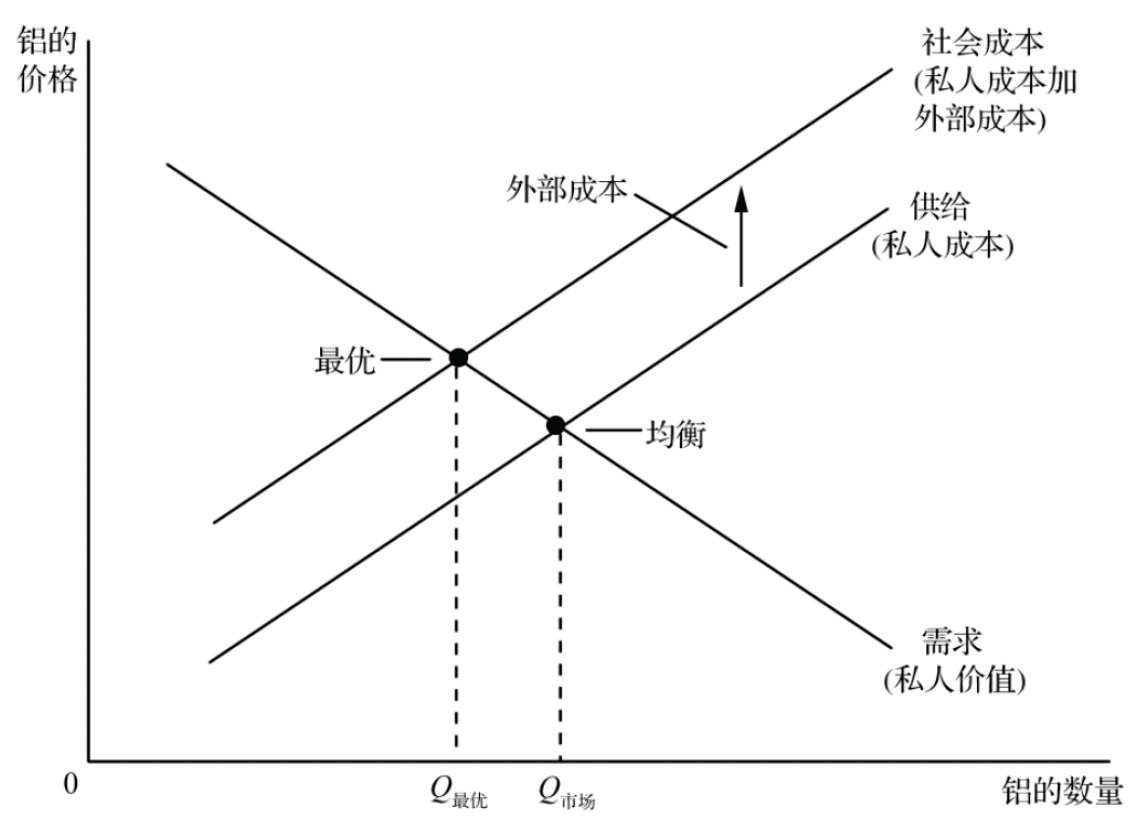 铝的
价格
社会成本
(私人成本加
外部成本)
外部成本
供给
(私人成本)
最优
均衡
需求
(私人价值)
0
Q最优
Q市场
铝的数量